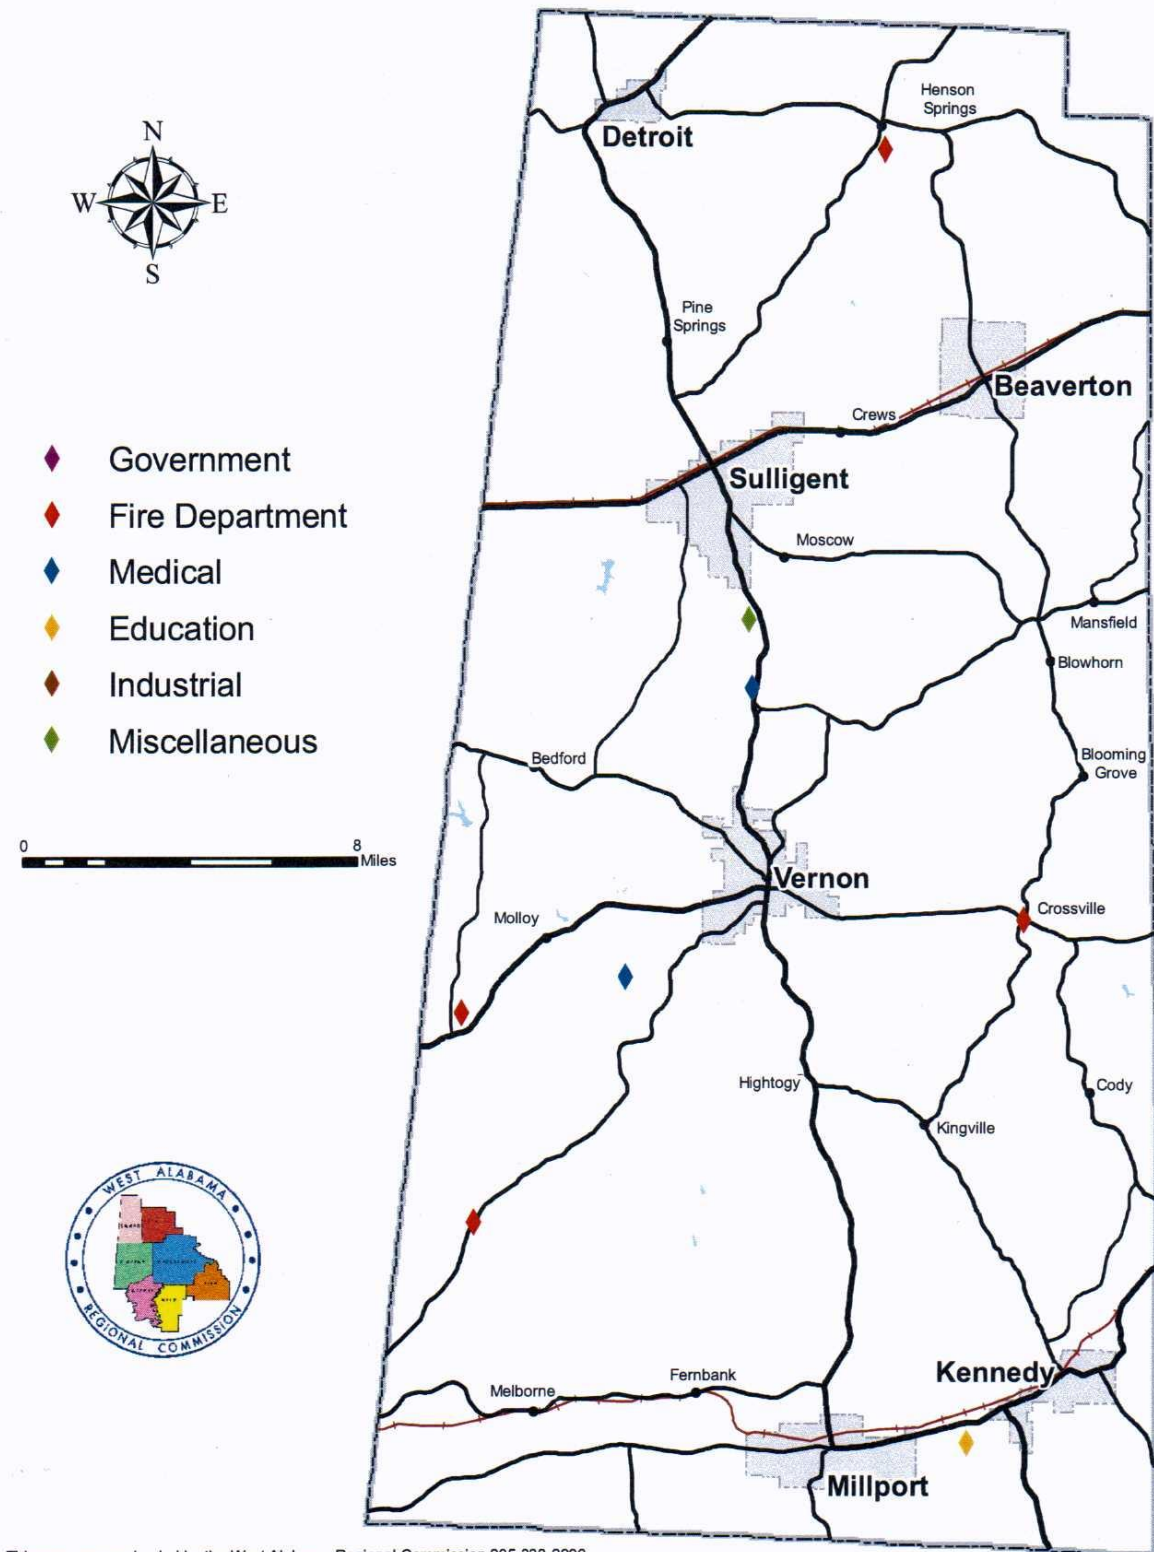 Henson
Springs
Detroit
N
W E
S
Pine
Springs
Beaverton
Crews
Government
Sulligent
Fire Department
Moscow
Medical
Education
Mansfield
Blowhorn
Industrial
Miscellaneous
Bedford
Blooming
Grove
0 8
Miles
Vernon
Molloy
Crossville
Hightogy
Cody
Kingville
WEST ALABAMA
REGIONAL COMMISSION
Kennedy
Fernbank
Melborne
Millport